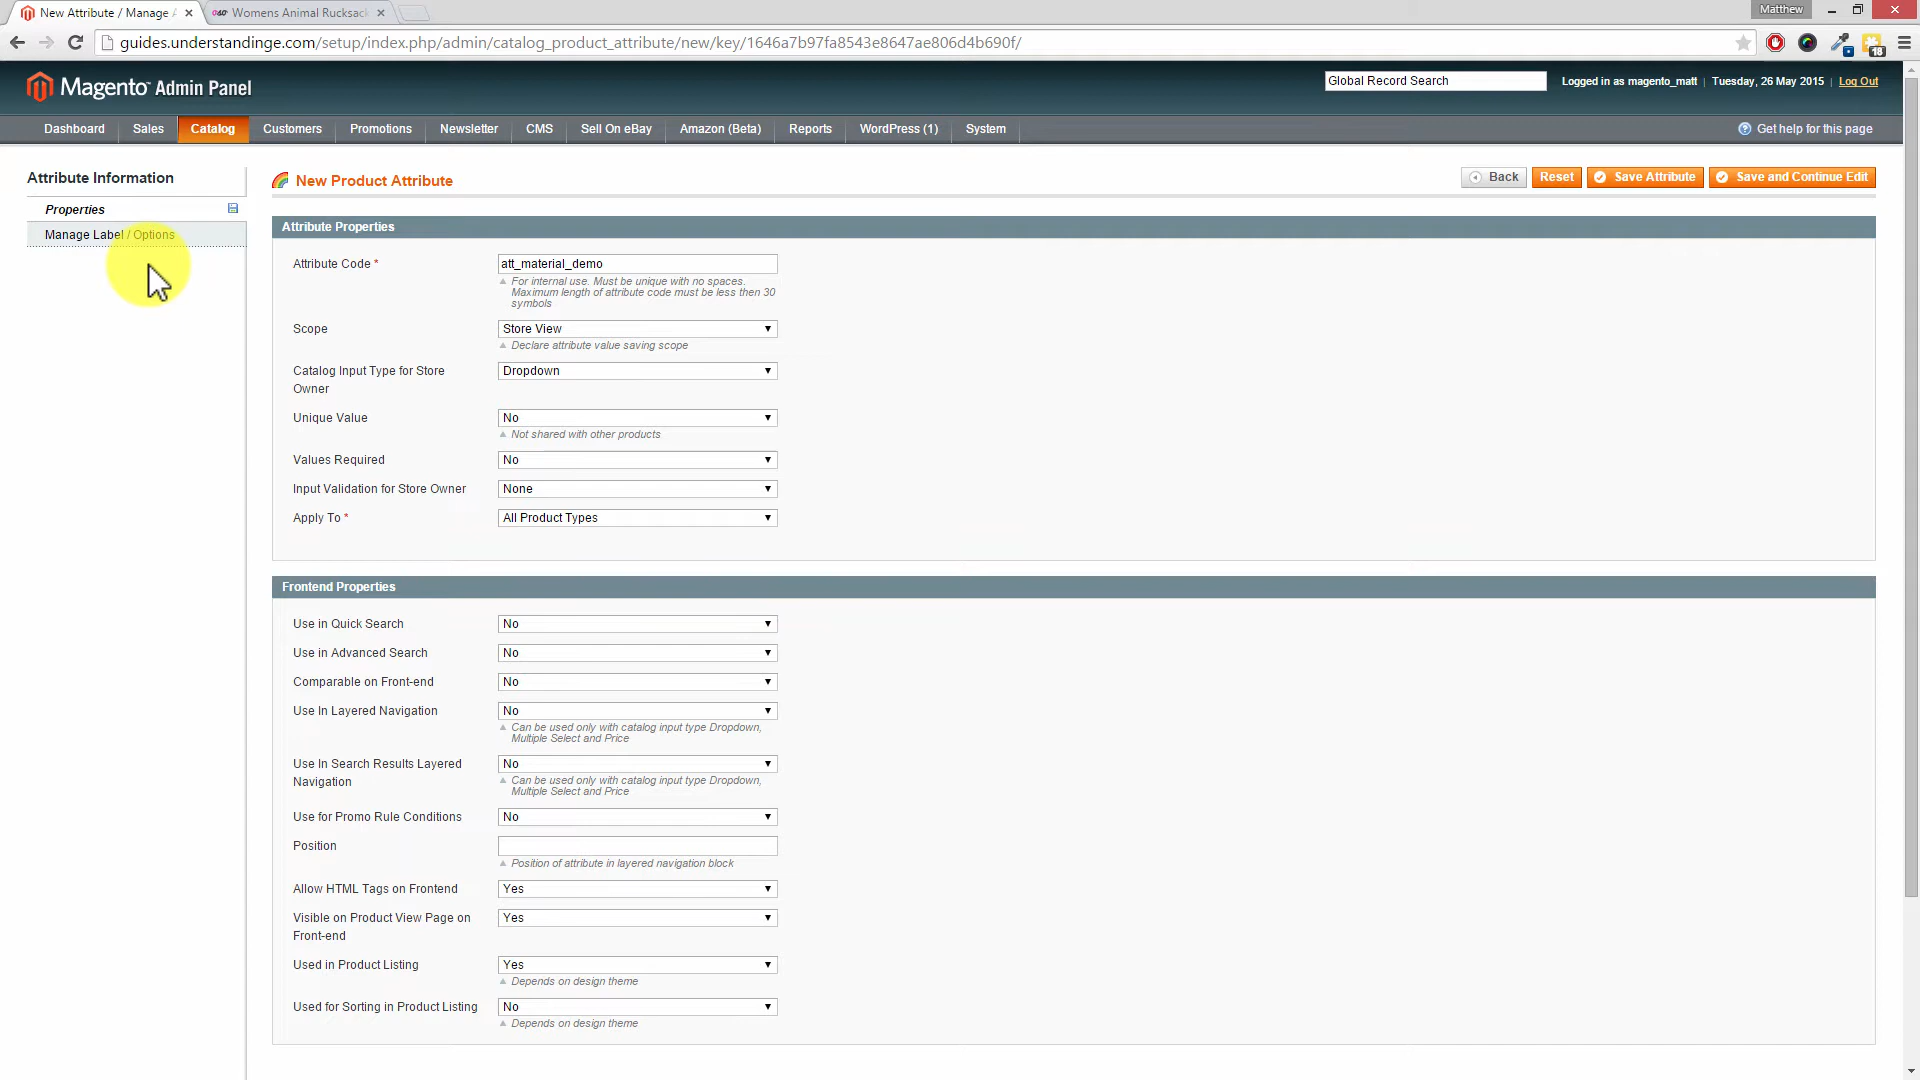 New Attribute / Manage A
Womens Animal Rucksack
Matthew
guides.understandinge.com/setup/index.php/admin/catalog_product_attribute/new/key/1646a7b97fa8543e8647ae806d4b690f/
18
Magento™ Admin Panel
Global Record Search
Logged in as magento_matt | Tuesday, 26 May 2015 | Log Out
Dashboard Sales Catalog Customers Promotions Newsletter CMS Sell On eBay Amazon (Beta) Reports WordPress (1) System
Get help for this page
Attribute Information
Properties
Manage Label / Options
New Product Attribute
Back Reset Save Attribute Save and Continue Edit
Attribute Properties
Attribute Code * att_material_demo
For internal use. Must be unique with no spaces.
Maximum length of attribute code must be less then 30
symbols
Scope Store View
Declare attribute value saving scope
Catalog Input Type for Store
Owner
Dropdown
Unique Value No
Not shared with other products
Values Required No
Input Validation for Store Owner None
Apply To * All Product Types
Frontend Properties
Use in Quick Search No
Use in Advanced Search No
Comparable on Front-end No
Use In Layered Navigation No
Can be used only with catalog input type Dropdown,
Multiple Select and Price
Use In Search Results Layered
Navigation
No
Can be used only with catalog input type Dropdown,
Multiple Select and Price
Use for Promo Rule Conditions No
Position
Position of attribute in layered navigation block
Allow HTML Tags on Frontend Yes
Visible on Product View Page on
Front-end
Yes
Used in Product Listing Yes
Depends on design theme
Used for Sorting in Product Listing No
Depends on design theme